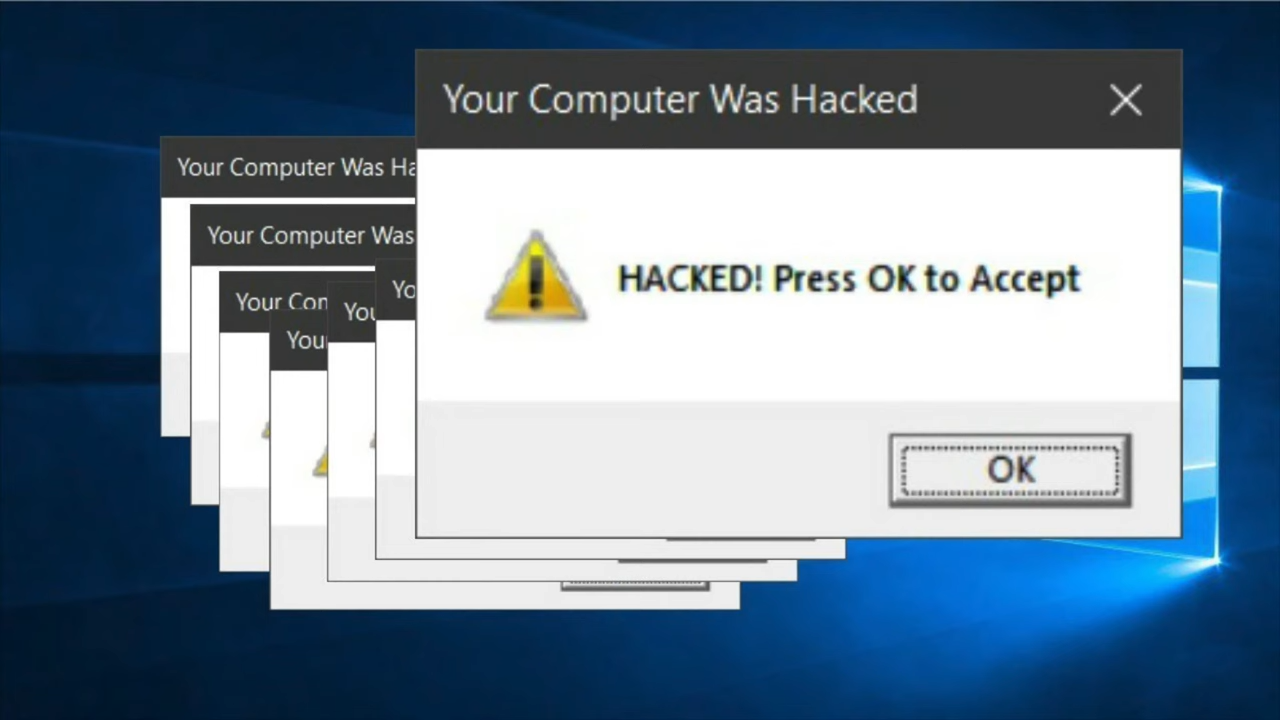 Your Computer Was Hacked
HACKED! Press OK to Accept
OK
Your Computer Was Ha
Your Computer Was
Your Con
Your
You
Yo